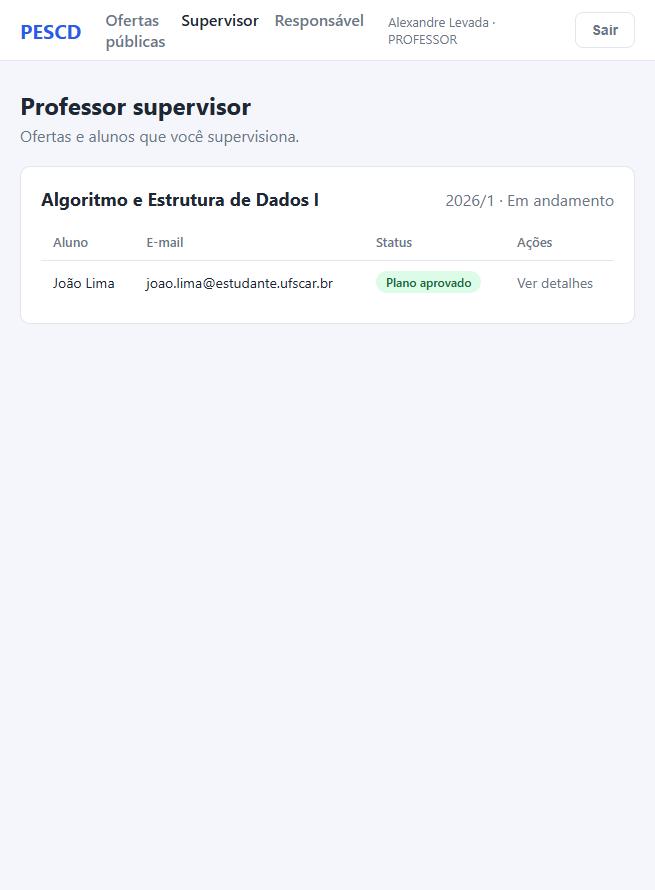 PESCD
Ofertas
públicas
Supervisor
Responsável
Alexandre Levada ·
PROFESSOR
Sair
Professor supervisor
Ofertas e alunos que você supervisiona.
Algoritmo e Estrutura de Dados I
2026/1 · Em andamento
Aluno E-mail Status Ações
João Lima joao.lima@estudante.ufscar.br Plano aprovado Ver detalhes